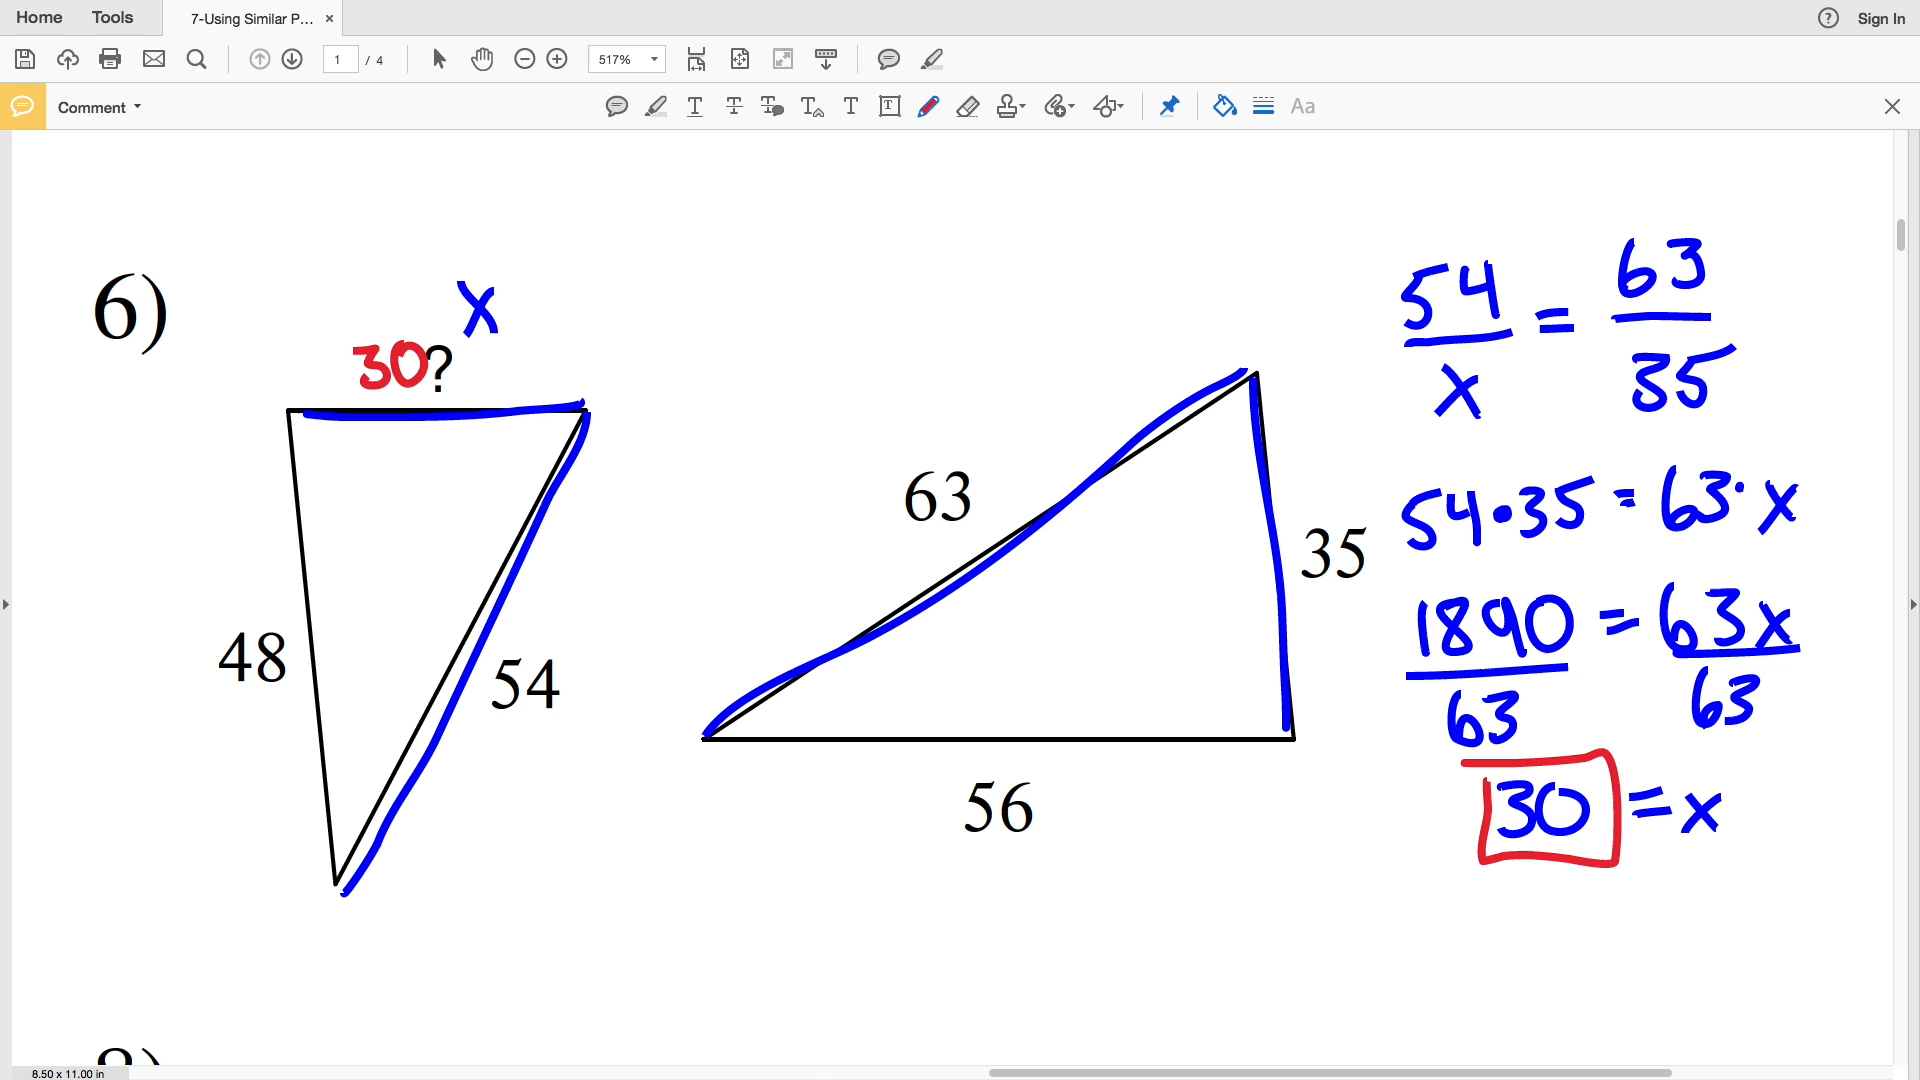 Home Tools 7-Using Similar P... × ? Sign In
1 / 4 517%
Comment T T T T T T Aa
6)
x
30?
48
54
63
35
56
54/x = 63/35
54·35 = 63·x
1890 = 63x
63 63
30 = x
8.50 x 11.00 in